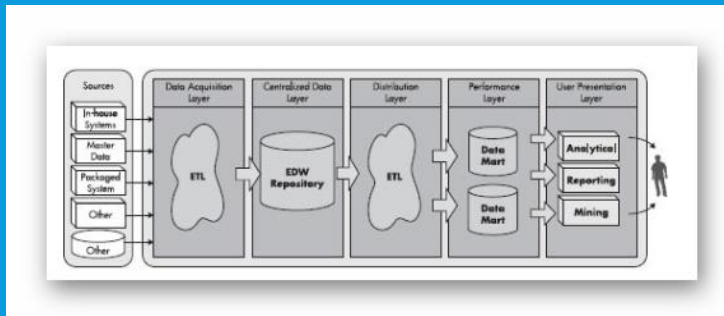 Sources
In-house
Systems
Master
Data
Packaged
System
Other
Other
Data Acquisition
Layer
ETL
Centralized Data
Layer
EDW
Repository
Distribution
Layer
ETL
Performance
Layer
Data
Mart
Data
Mart
User Presentation
Layer
Analytical
Reporting
Mining